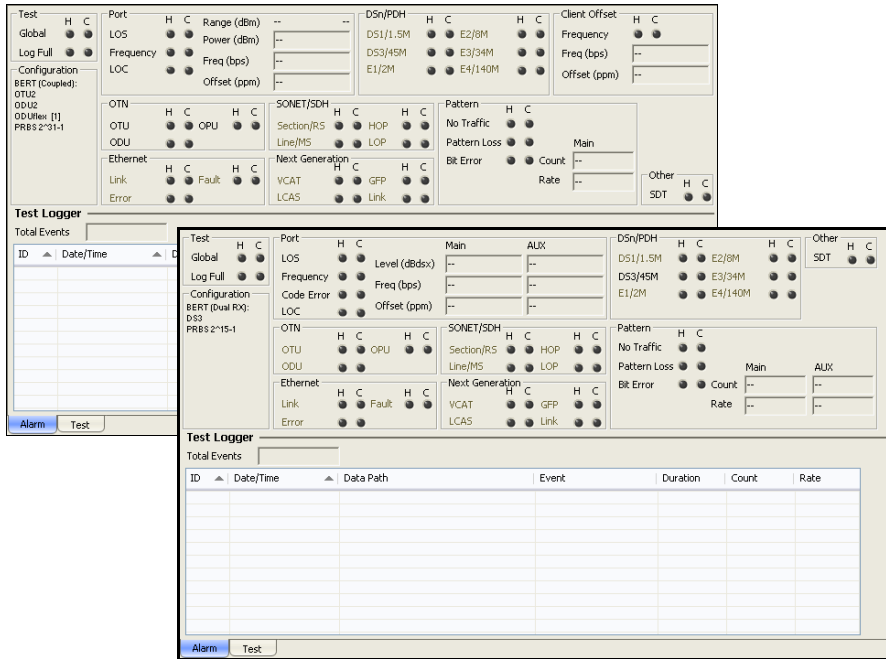 Test
H C
Global
Log Full
Configuration
BERT (Coupled):
OTU2
ODU2
ODUflex [1]
PRBS 2^31-1
Port
H C
LOS
Frequency
LOC
Range (dBm) -- --
Power (dBm) --
Freq (bps) --
Offset (ppm) --
DSn/PDH
H C H C
DS1/1.5M E2/8M
DS3/45M E3/34M
E1/2M E4/140M
Client Offset
H C
Frequency
Freq (bps) --
Offset (ppm) --
OTN
H C H C
OTU OPU
ODU
SONET/SDH
H C H C
Section/RS HOP
Line/MS LOP
Pattern
H C
No Traffic
Pattern Loss Main
Bit Error Count --
Rate --
Ethernet
H C H C
Link Fault
Error
Next Generation
H C H C
VCAT GFP
LCAS Link
Other
H C
SDT
Test Logger
Total Events
ID Date/Time D
Alarm Test
Test
H C
Global
Log Full
Configuration
BERT (Dual RX):
DS3
PRBS 2^15-1
Port
H C Main AUX
LOS
Frequency
Code Error
LOC
Level (dBdsx) -- --
Freq (bps) -- --
Offset (ppm) -- --
DSn/PDH
H C H C
DS1/1.5M E2/8M
DS3/45M E3/34M
E1/2M E4/140M
Other
H C
SDT
OTN
H C H C
OTU OPU
ODU
SONET/SDH
H C H C
Section/RS HOP
Line/MS LOP
Pattern
H C
No Traffic
Pattern Loss Main AUX
Bit Error Count -- --
Rate -- --
Ethernet
H C H C
Link Fault
Error
Next Generation
H C H C
VCAT GFP
LCAS Link
Test Logger
Total Events
ID Date/Time Data Path Event Duration Count Rate
Alarm Test